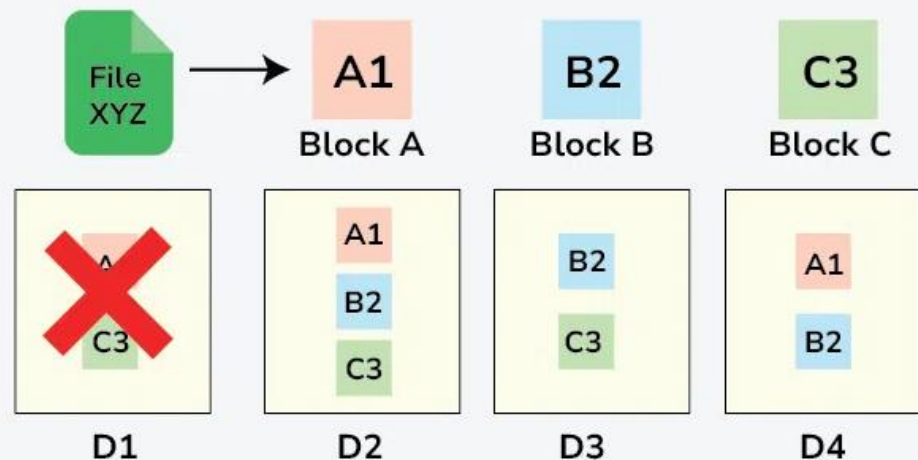 File
XYZ
A1
B2
C3
Block A
Block B
Block C
C3
A1
B2
C3
B2
C3
A1
B2
D1
D2
D3
D4